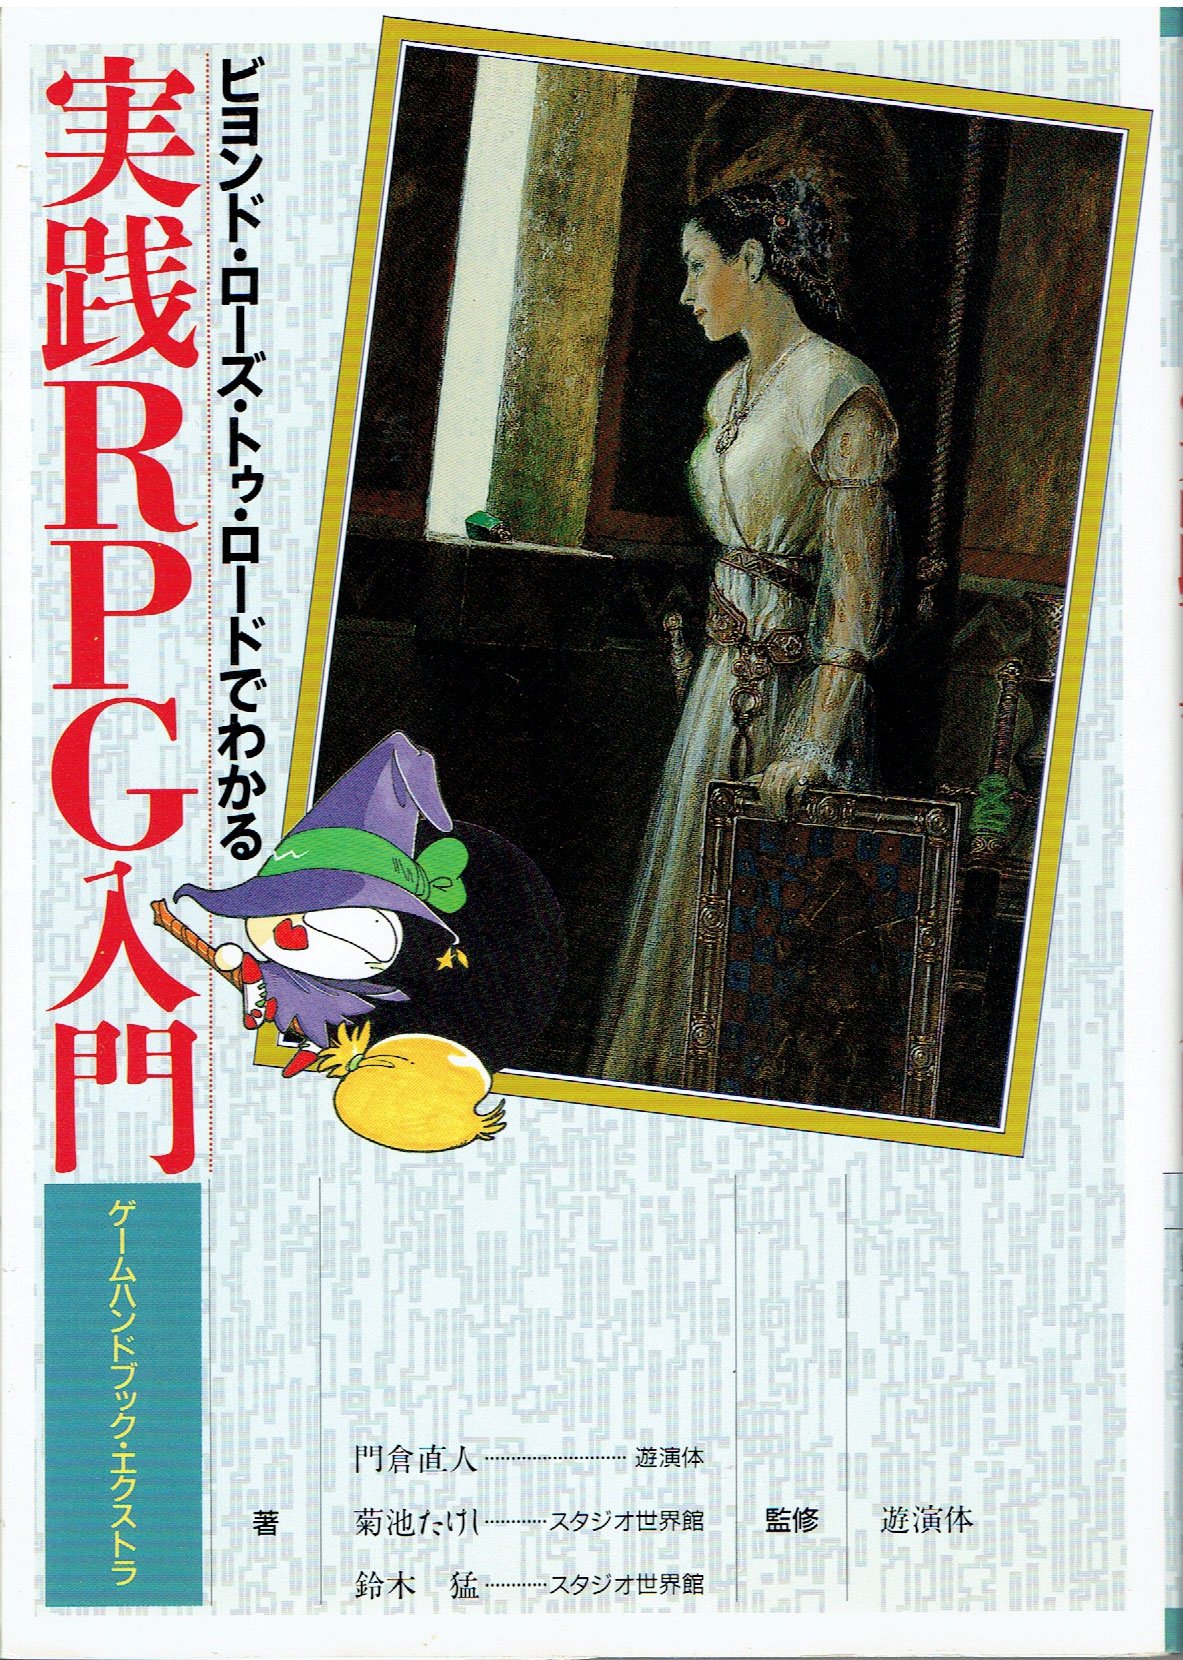 ビヨンド・ローズ・トゥ・ロードでわかる
実践RPG入門
ゲームハンドブック・エクストラ
著
門倉直人…………………遊演体
菊池たけし…………スタジオ世界館
鈴木　猛…………スタジオ世界館
監修
遊演体